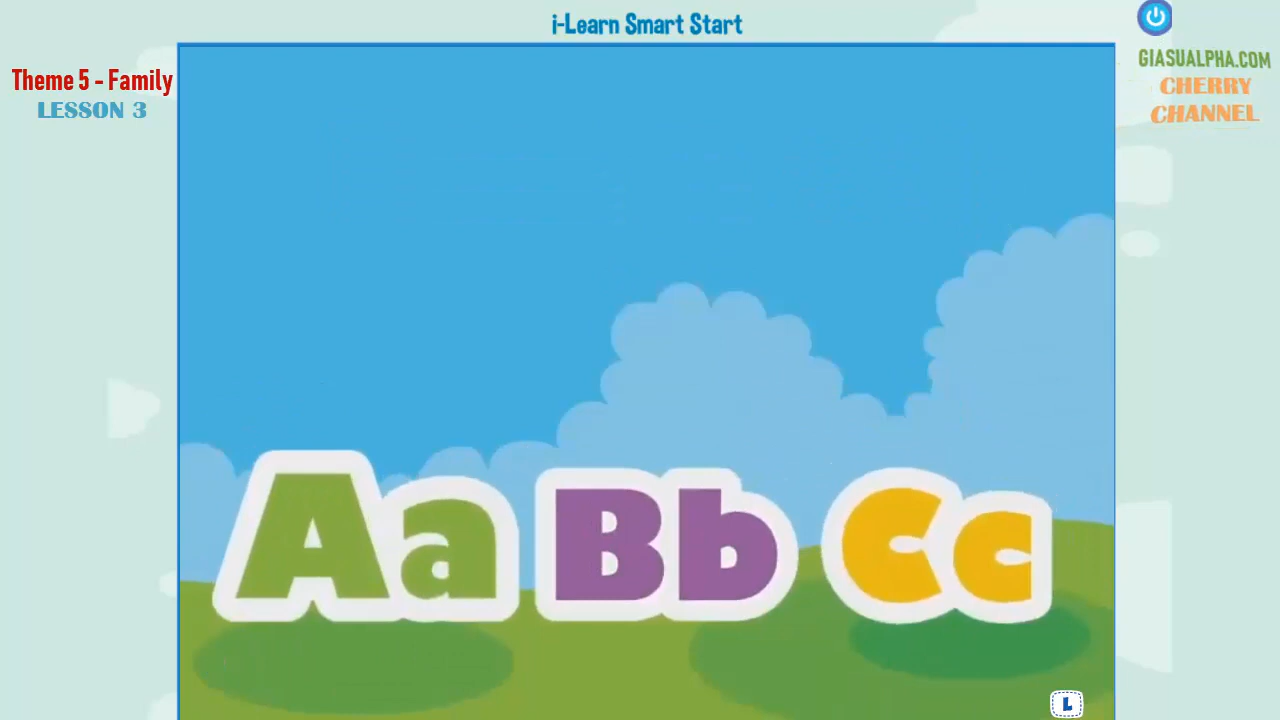 i-Learn Smart Start
Theme 5 - Family
LESSON 3
GIASUALPHA.COM
CHERRY
CHANNEL
Aa Bb Cc
L